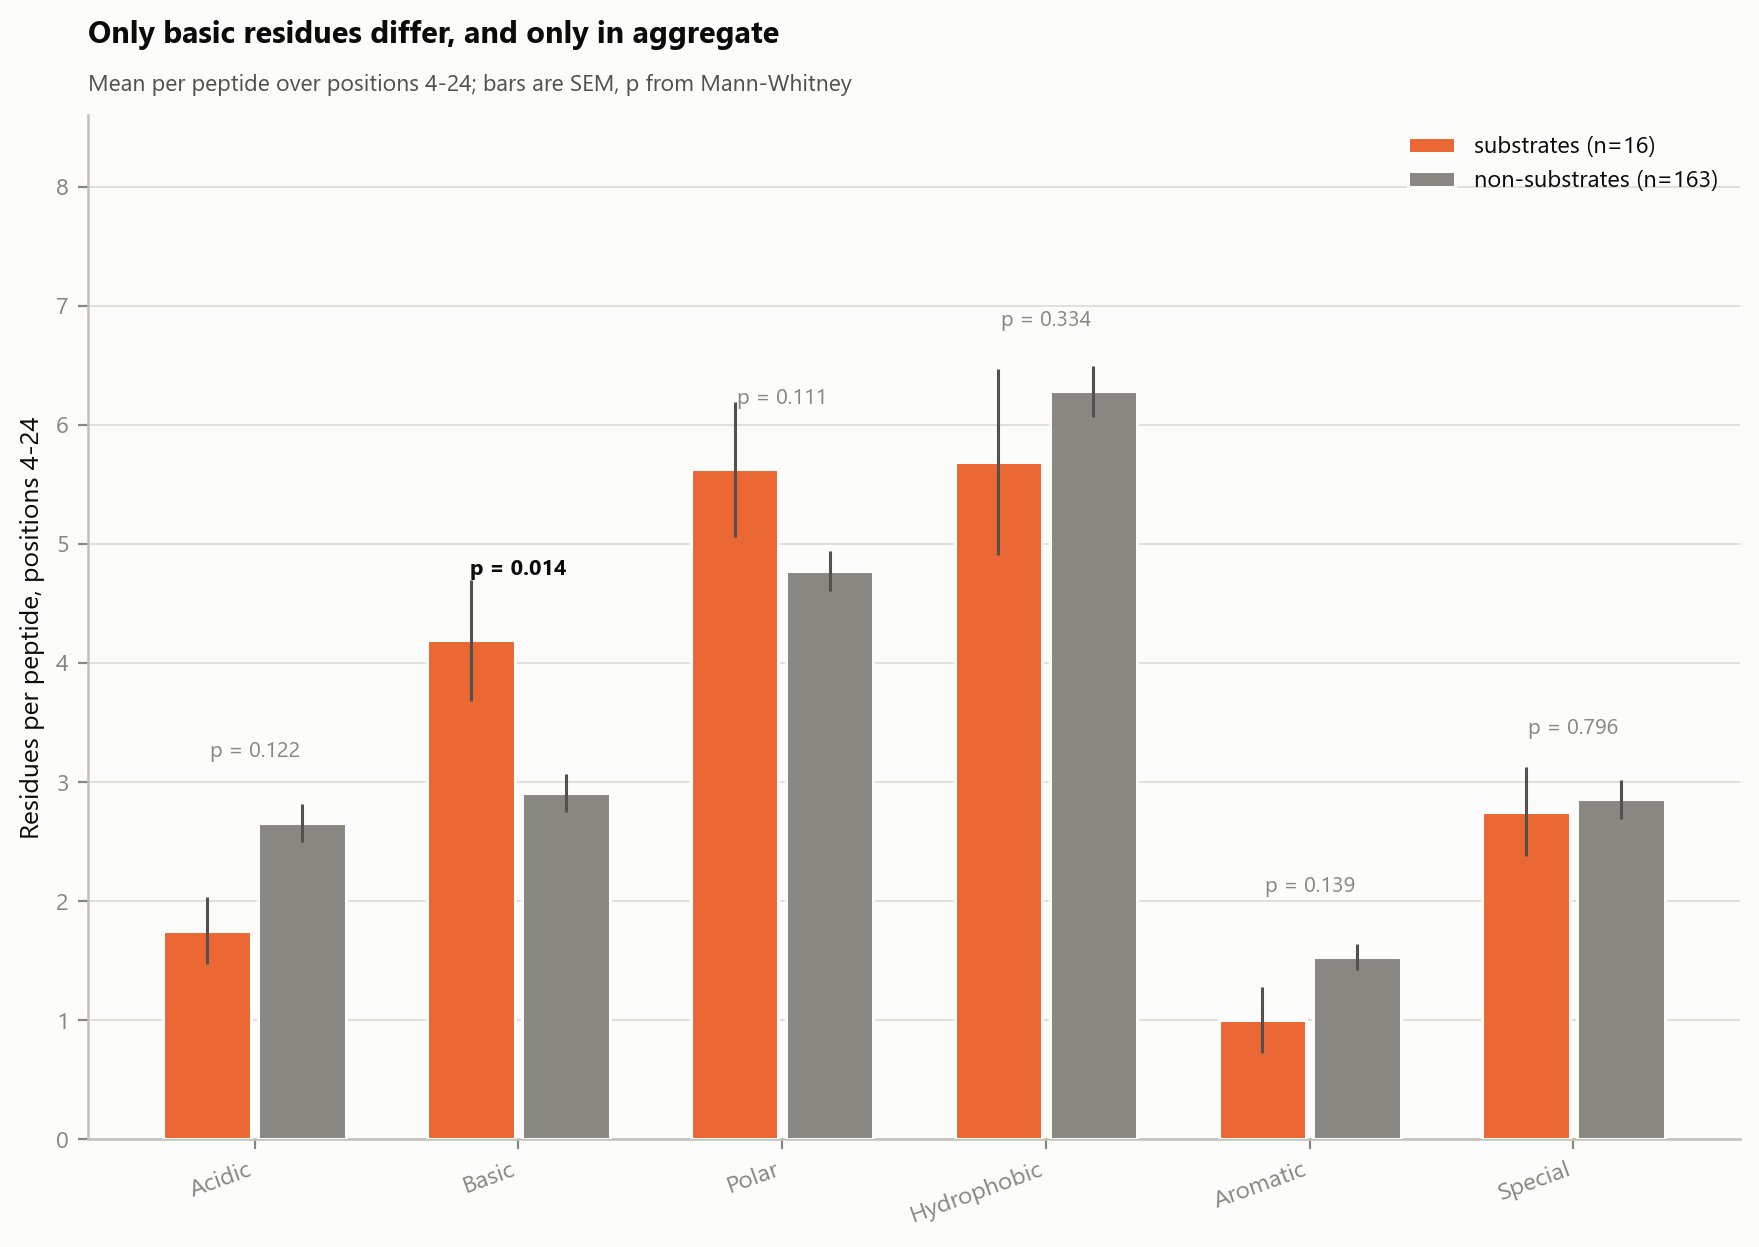 Only basic residues differ, and only in aggregate
Mean per peptide over positions 4-24; bars are SEM, p from Mann-Whitney
substrates (n=16)
non-substrates (n=163)
Residues per peptide, positions 4-24
8
7
6
5
4
3
2
1
0
p = 0.122
p = 0.014
p = 0.111
p = 0.334
p = 0.139
p = 0.796
Acidic
Basic
Polar
Hydrophobic
Aromatic
Special